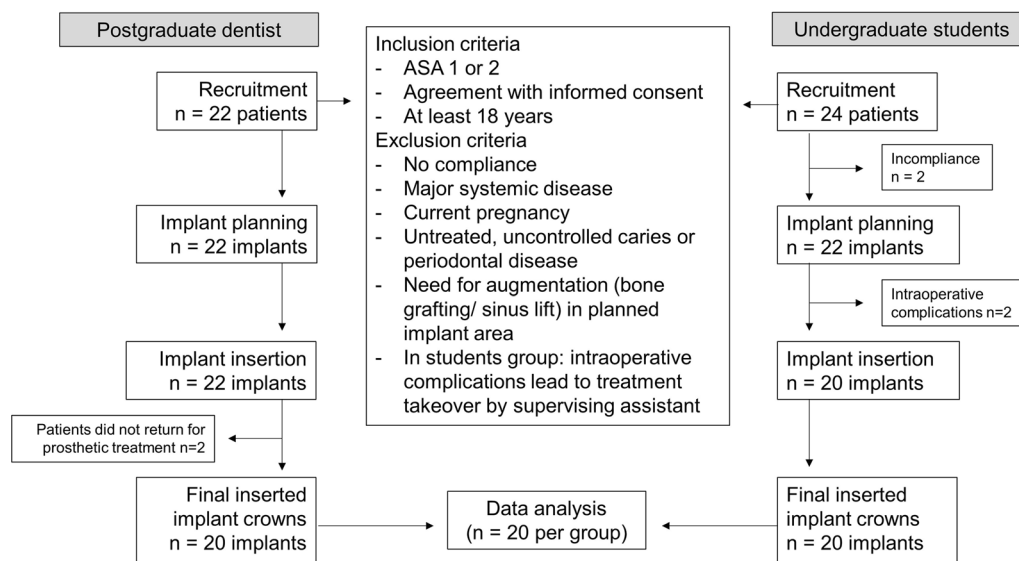 Postgraduate dentist
Recruitment
n = 22 patients
Implant planning
n = 22 implants
Implant insertion
n = 22 implants
Patients did not return for
prosthetic treatment n=2
Final inserted
implant crowns
n = 20 implants
Inclusion criteria
- ASA 1 or 2
- Agreement with informed consent
- At least 18 years
Exclusion criteria
- No compliance
- Major systemic disease
- Current pregnancy
- Untreated, uncontrolled caries or
periodontal disease
- Need for augmentation (bone
grafting/ sinus lift) in planned
implant area
- In students group: intraoperative
complications lead to treatment
takeover by supervising assistant
Data analysis
(n = 20 per group)
Undergraduate students
Recruitment
n = 24 patients
Incompliance
n = 2
Implant planning
n = 22 implants
Intraoperative
complications n=2
Implant insertion
n = 20 implants
Final inserted
implant crowns
n = 20 implants